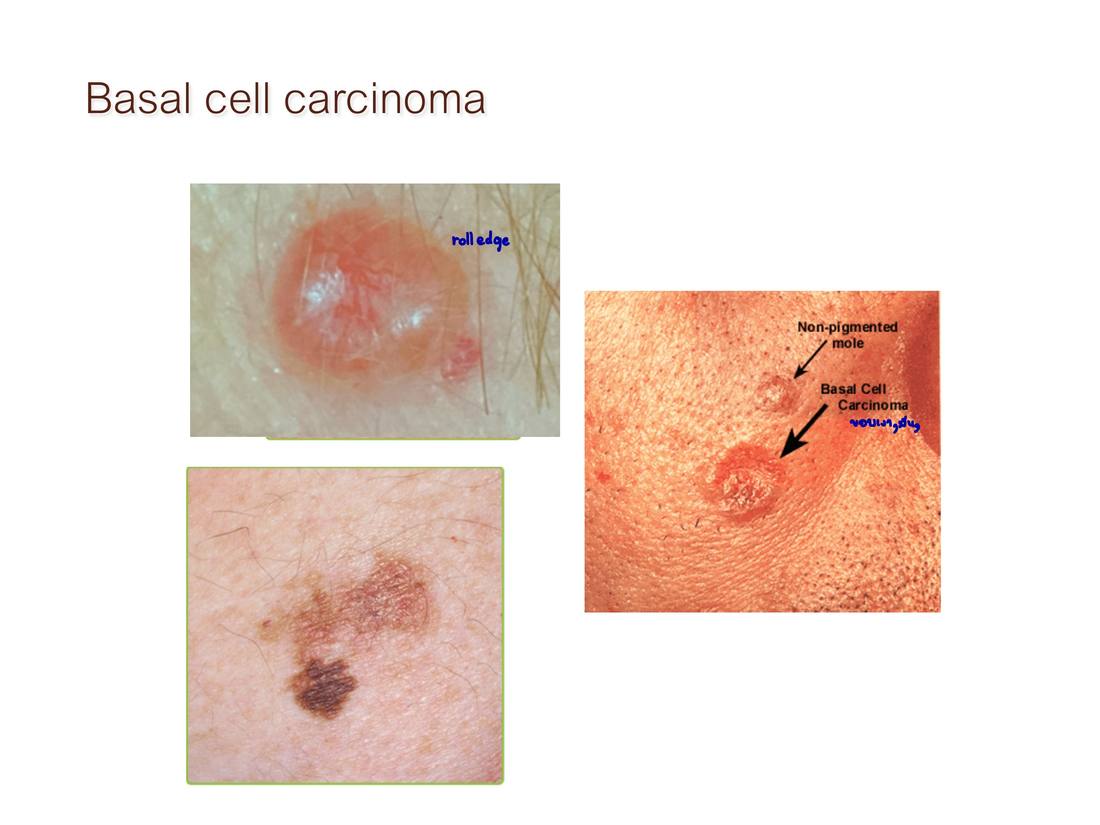 Basal cell carcinoma
roll edge
Non-pigmented
mole
Basal Cell
Carcinoma